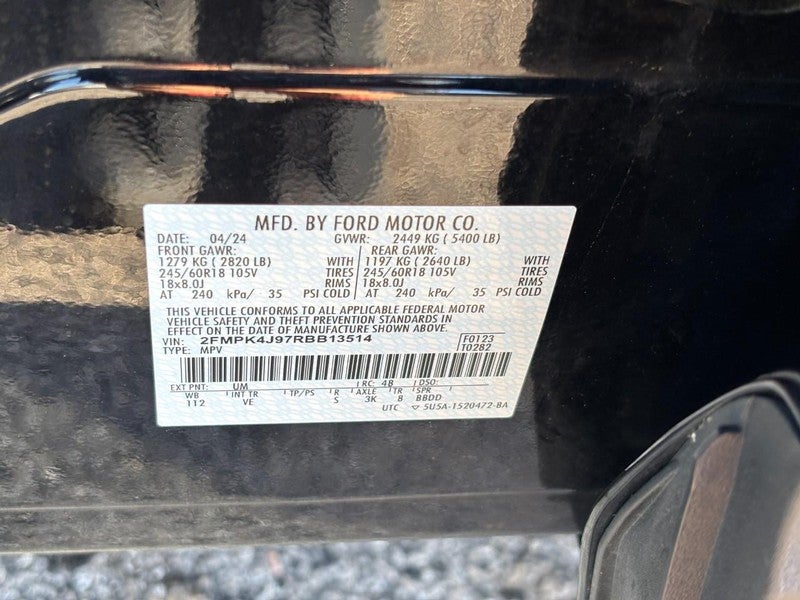 MFD. BY FORD MOTOR CO.
DATE: 04/24 GVWR: 2449 KG ( 5400 LB)
FRONT GAWR: REAR GAWR:
1279 KG ( 2820 LB) WITH 1197 KG ( 2640 LB) WITH
245/60R18 105V TIRES 245/60R18 105V TIRES
18x8.0J RIMS 18x8.0J RIMS
AT 240 kPa/ 35 PSI COLD AT 240 kPa/ 35 PSI COLD
THIS VEHICLE CONFORMS TO ALL APPLICABLE FEDERAL MOTOR
VEHICLE SAFETY AND THEFT PREVENTION STANDARDS IN
EFFECT ON THE DATE OF MANUFACTURE SHOWN ABOVE.
VIN: 2FMPK4J97RBB13514 F0123
TYPE: MPV T0282
EXT PNT: UM RC: 48 DSO:
WB INT TR TP/PS R AXLE TR
112 VE S 3K 8 BBDD
UTC 5U5A-1520472-BA